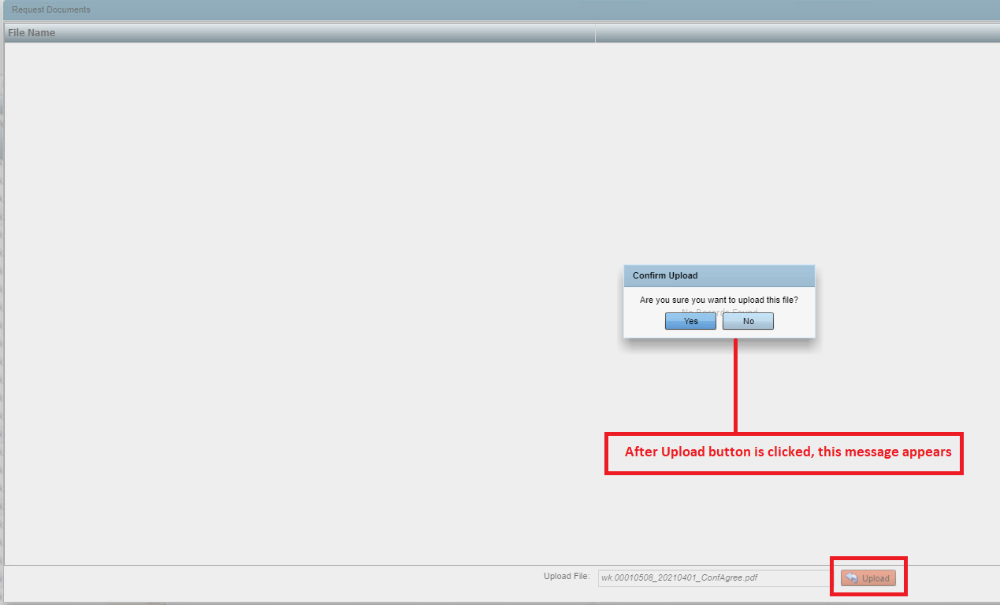 Request Documents
File Name
Confirm Upload
Are you sure you want to upload this file?
No Records Found
Yes No
After Upload button is clicked, this message appears
Upload File: wk.00010508_20210401_ConfAgree.pdf Upload